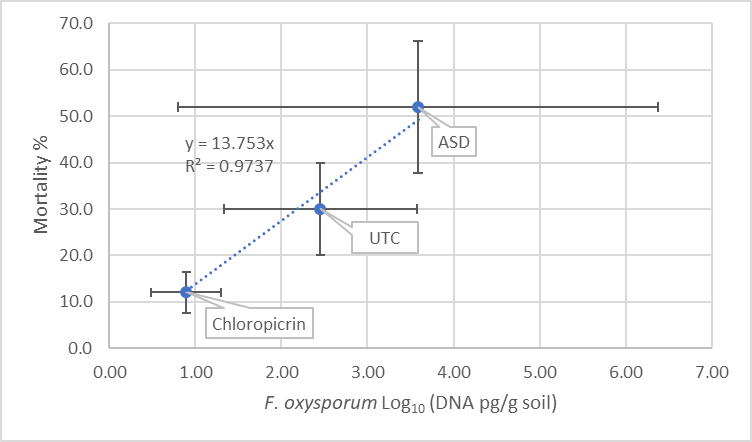 70.0
60.0
50.0
40.0
30.0
20.0
10.0
0.0
Mortality %
y = 13.753x
R² = 0.9737
ASD
UTC
Chloropicrin
0.00 1.00 2.00 3.00 4.00 5.00 6.00 7.00
F. oxysporum Log₁₀ (DNA pg/g soil)